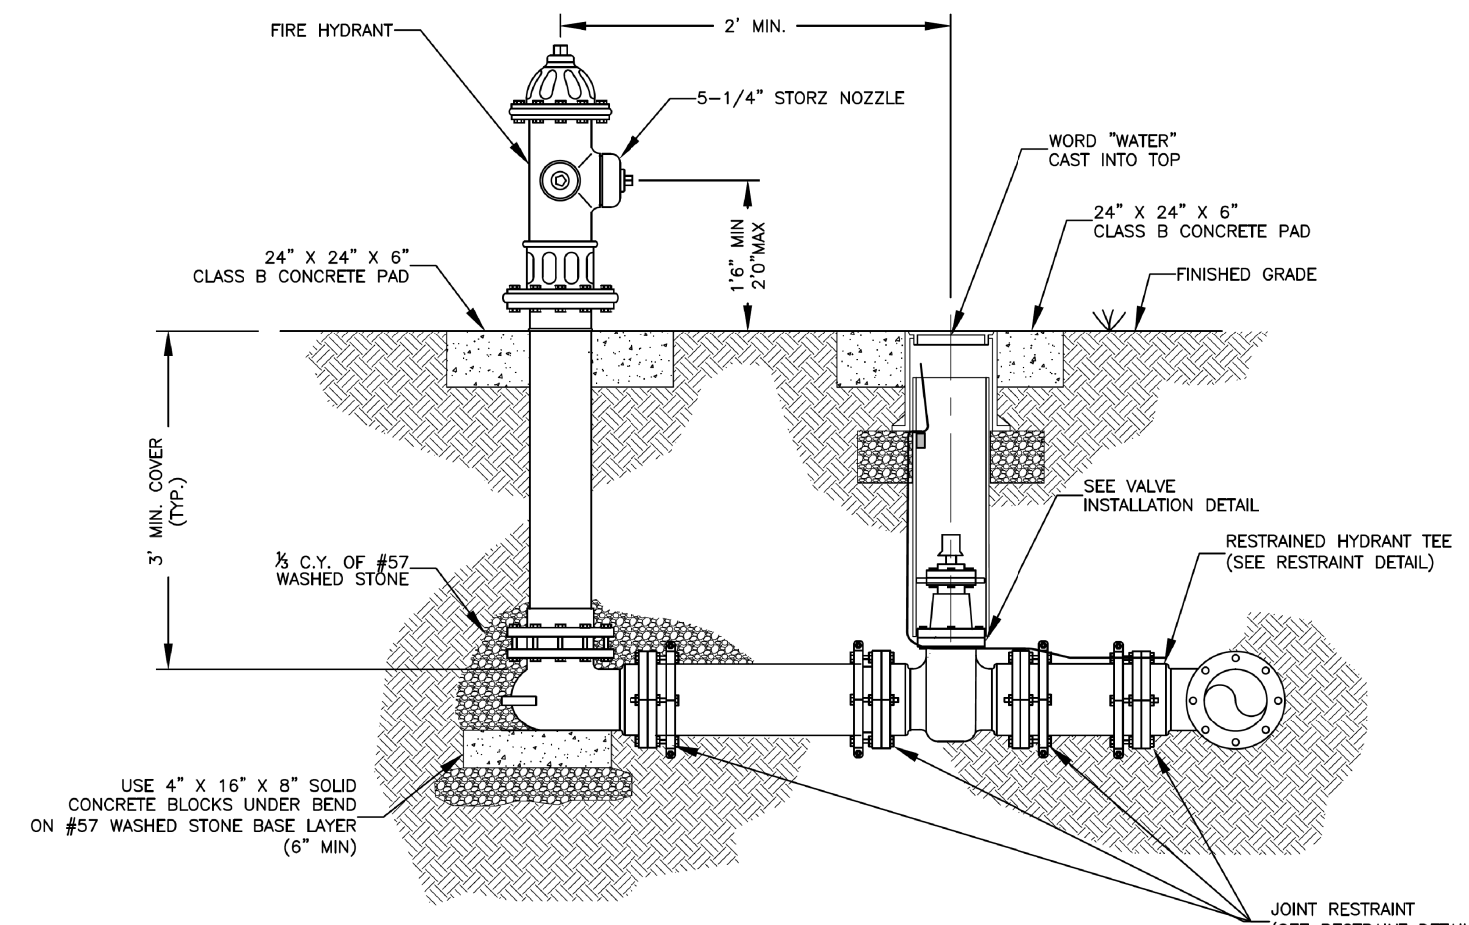 FIRE HYDRANT
2' MIN.
5-1/4" STORZ NOZZLE
WORD "WATER"
CAST INTO TOP
24" X 24" X 6"
CLASS B CONCRETE PAD
24" X 24" X 6"
CLASS B CONCRETE PAD
1'6" MIN
2'0"MAX
FINISHED GRADE
3' MIN. COVER
(TYP.)
SEE VALVE
INSTALLATION DETAIL
RESTRAINED HYDRANT TEE
(SEE RESTRAINT DETAIL)
⅓ C.Y. OF #57
WASHED STONE
USE 4" X 16" X 8" SOLID
CONCRETE BLOCKS UNDER BEND
ON #57 WASHED STONE BASE LAYER
(6" MIN)
JOINT RESTRAINT